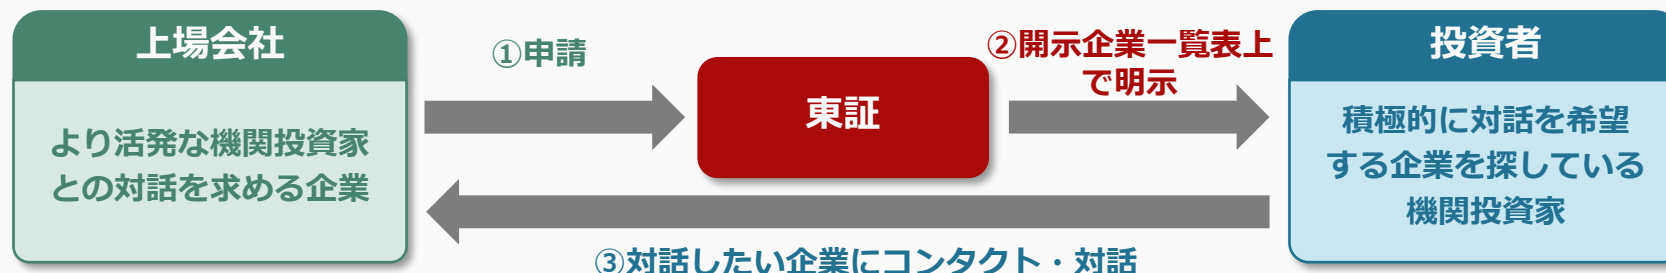 上場会社
より活発な機関投資家
との対話を求める企業
①申請
東証
②開示企業一覧表上
で明示
投資者
積極的に対話を希望
する企業を探している
機関投資家
③対話したい企業にコンタクト・対話